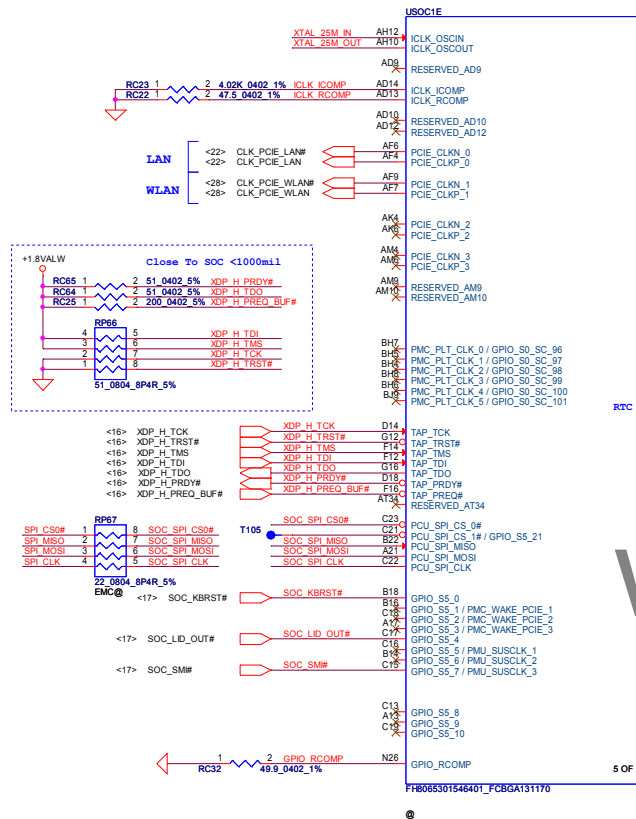 USOC1E
XTAL_25M_IN AH12 ICLK_OSCIN
XTAL_25M_OUT AH10 ICLK_OSCOUT
AD9 RESERVED_AD9
RC23 1 2 4.02K_0402_1% ICLK_ICOMP AD14 ICLK_ICOMP
RC22 1 2 47.5_0402_1% ICLK_RCOMP AD13 ICLK_RCOMP
AD10 RESERVED_AD10
AD12 RESERVED_AD12
LAN <22> CLK_PCIE_LAN# AF6 PCIE_CLKN_0
<22> CLK_PCIE_LAN AF4 PCIE_CLKP_0
WLAN <28> CLK_PCIE_WLAN# AF9 PCIE_CLKN_1
<28> CLK_PCIE_WLAN AF7 PCIE_CLKP_1
AK4 PCIE_CLKN_2
AK6 PCIE_CLKP_2
AM4 PCIE_CLKN_3
AM6 PCIE_CLKP_3
AM9 RESERVED_AM9
AM10 RESERVED_AM10
+1.8VALW Close To SOC <1000mil
RC65 1 2 51_0402_5% XDP_H_PRDY#
RC64 1 2 51_0402_5% XDP_H_TDO
RC25 1 2 200_0402_5% XDP_H_PREQ_BUF#
RP66
4 5 XDP_H_TDI
3 6 XDP_H_TMS
2 7 XDP_H_TCK
1 8 XDP_H_TRST#
51_0804_8P4R_5%
BH7 PMC_PLT_CLK_0 / GPIO_S0_SC_96
BH5 PMC_PLT_CLK_1 / GPIO_S0_SC_97
BH4 PMC_PLT_CLK_2 / GPIO_S0_SC_98
BH8 PMC_PLT_CLK_3 / GPIO_S0_SC_99
BH6 PMC_PLT_CLK_4 / GPIO_S0_SC_100
BJ9 PMC_PLT_CLK_5 / GPIO_S0_SC_101
RTC
<16> XDP_H_TCK XDP_H_TCK D14 TAP_TCK
<16> XDP_H_TRST# XDP_H_TRST# G12 TAP_TRST#
<16> XDP_H_TMS XDP_H_TMS F14 TAP_TMS
<16> XDP_H_TDI XDP_H_TDI F12 TAP_TDI
<16> XDP_H_TDO XDP_H_TDO G16 TAP_TDO
<16> XDP_H_PRDY# XDP_H_PRDY# D18 TAP_PRDY#
<16> XDP_H_PREQ_BUF# XDP_H_PREQ_BUF# F16 TAP_PREQ#
AT34 RESERVED_AT34
RP67
SPI_CS0# 1 8 SOC_SPI_CS0# T105 SOC_SPI_CS0# C23 PCU_SPI_CS_0#
C21 PCU_SPI_CS_1# / GPIO_S5_21
SPI_MISO 2 7 SOC_SPI_MISO SOC_SPI_MISO B22 PCU_SPI_MISO
SPI_MOSI 3 6 SOC_SPI_MOSI SOC_SPI_MOSI A21 PCU_SPI_MOSI
SPI_CLK 4 5 SOC_SPI_CLK SOC_SPI_CLK C22 PCU_SPI_CLK
22_0804_8P4R_5%
EMC@
<17> SOC_KBRST# SOC_KBRST# B18 GPIO_S5_0
B16 GPIO_S5_1 / PMC_WAKE_PCIE_1
C18 GPIO_S5_2 / PMC_WAKE_PCIE_2
A17 GPIO_S5_3 / PMC_WAKE_PCIE_3
<17> SOC_LID_OUT# SOC_LID_OUT# C17 GPIO_S5_4
C16 GPIO_S5_5 / PMU_SUSCLK_1
B14 GPIO_S5_6 / PMU_SUSCLK_2
<17> SOC_SMI# SOC_SMI# C15 GPIO_S5_7 / PMU_SUSCLK_3
C13 GPIO_S5_8
A13 GPIO_S5_9
C19 GPIO_S5_10
RC32 1 2 49.9_0402_1% GPIO_RCOMP N26 GPIO_RCOMP
5 OF
FH8065301546401_FCBGA131170
@